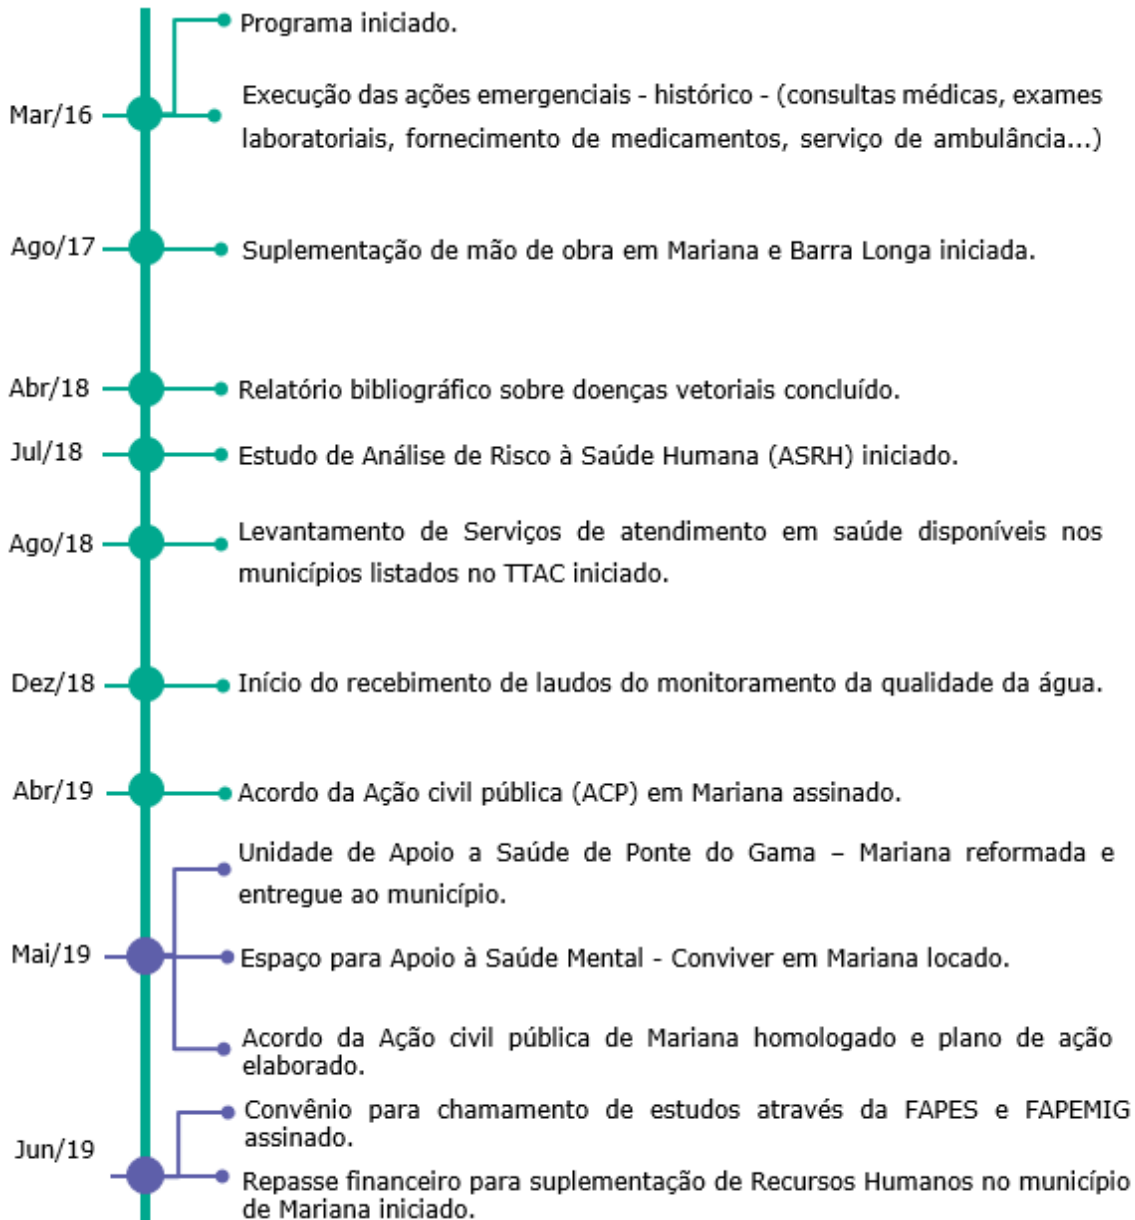 Programa iniciado.
Mar/16
Execução das ações emergenciais - histórico - (consultas médicas, exames
laboratoriais, fornecimento de medicamentos, serviço de ambulância...)
Ago/17
Suplementação de mão de obra em Mariana e Barra Longa iniciada.
Abr/18
Relatório bibliográfico sobre doenças vetoriais concluído.
Jul/18
Estudo de Análise de Risco à Saúde Humana (ASRH) iniciado.
Ago/18
Levantamento de Serviços de atendimento em saúde disponíveis nos
municípios listados no TTAC iniciado.
Dez/18
Início do recebimento de laudos do monitoramento da qualidade da água.
Abr/19
Acordo da Ação civil pública (ACP) em Mariana assinado.
Unidade de Apoio a Saúde de Ponte do Gama – Mariana reformada e
entregue ao município.
Mai/19
Espaço para Apoio à Saúde Mental - Conviver em Mariana locado.
Acordo da Ação civil pública de Mariana homologado e plano de ação
elaborado.
Convênio para chamamento de estudos através da FAPES e FAPEMIG
assinado.
Jun/19
Repasse financeiro para suplementação de Recursos Humanos no município
de Mariana iniciado.